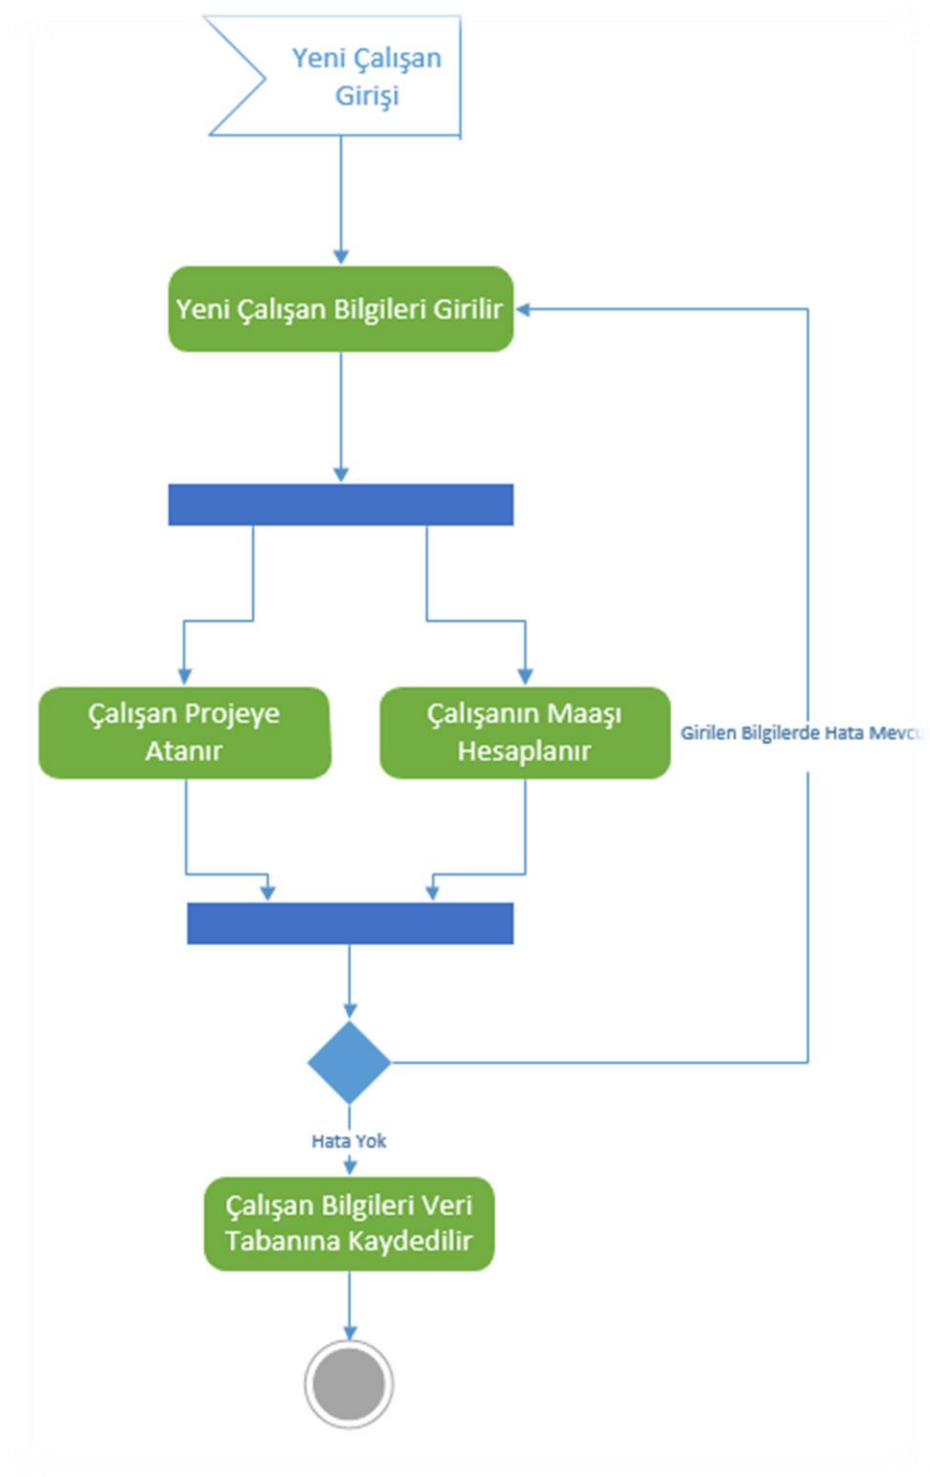 Yeni Çalışan
Girişi
Yeni Çalışan Bilgileri Girilir
Çalışan Projeye
Atanır
Çalışanın Maaşı
Hesaplanır
Girilen Bilgilerde Hata
Hata Yok
Çalışan Bilgileri Veri
Tabanına Kaydedilir